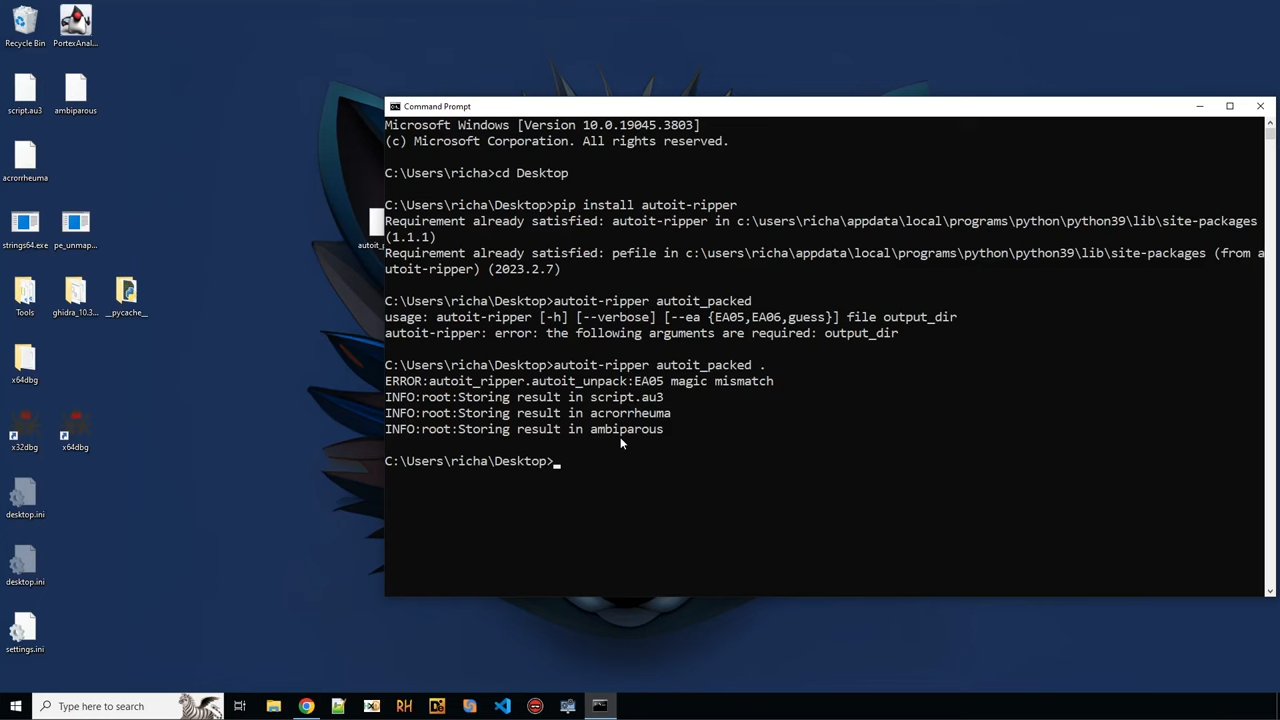 Recycle Bin
PortexAnal...
script.au3
ambiparous
acrorrheuma
strings64.exe
pe_unmap...
Tools
ghidra_10.3...
__pycache__
x64dbg
x32dbg
x64dbg
desktop.ini
desktop.ini
settings.ini
Command Prompt
Microsoft Windows [Version 10.0.19045.3803]
(c) Microsoft Corporation. All rights reserved.
C:\Users\richa>cd Desktop
C:\Users\richa\Desktop>pip install autoit-ripper
Requirement already satisfied: autoit-ripper in c:\users\richa\appdata\local\programs\python\python39\lib\site-packages
(1.1.1)
Requirement already satisfied: pefile in c:\users\richa\appdata\local\programs\python\python39\lib\site-packages (from a
utoit-ripper) (2023.2.7)
C:\Users\richa\Desktop>autoit-ripper autoit_packed
usage: autoit-ripper [-h] [--verbose] [--ea {EA05,EA06,guess}] file output_dir
autoit-ripper: error: the following arguments are required: output_dir
C:\Users\richa\Desktop>autoit-ripper autoit_packed .
ERROR:autoit_ripper.autoit_unpack:EA05 magic mismatch
INFO:root:Storing result in script.au3
INFO:root:Storing result in acrorrheuma
INFO:root:Storing result in ambiparous
C:\Users\richa\Desktop>
Type here to search
RH